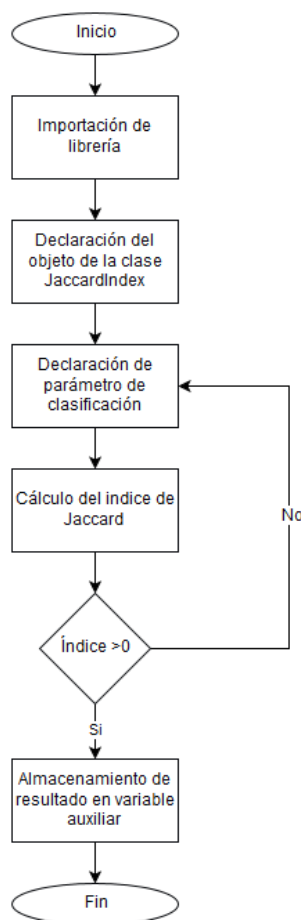 Inicio
Importación de
librería
Declaración del
objeto de la clase
JaccardIndex
Declaración de
parámetro de
clasificación
Cálculo del indice de
Jaccard
No
Índice >0
Si
Almacenamiento de
resultado en variable
auxiliar
Fin